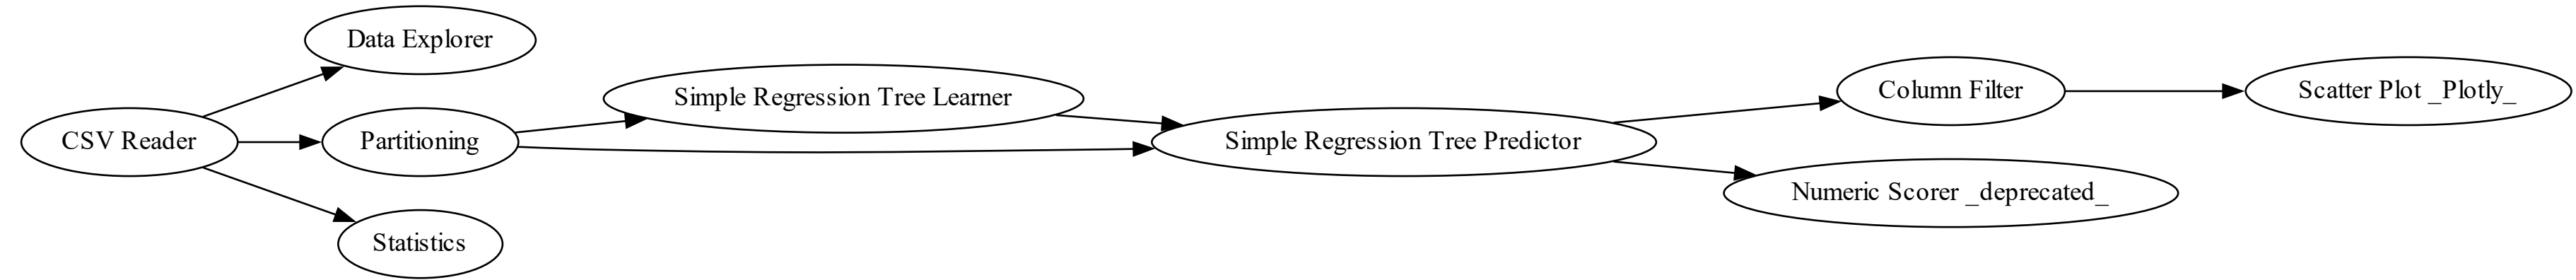 Data Explorer
CSV Reader
Partitioning
Statistics
Simple Regression Tree Learner
Simple Regression Tree Predictor
Column Filter
Numeric Scorer _deprecated_
Scatter Plot _Plotly_